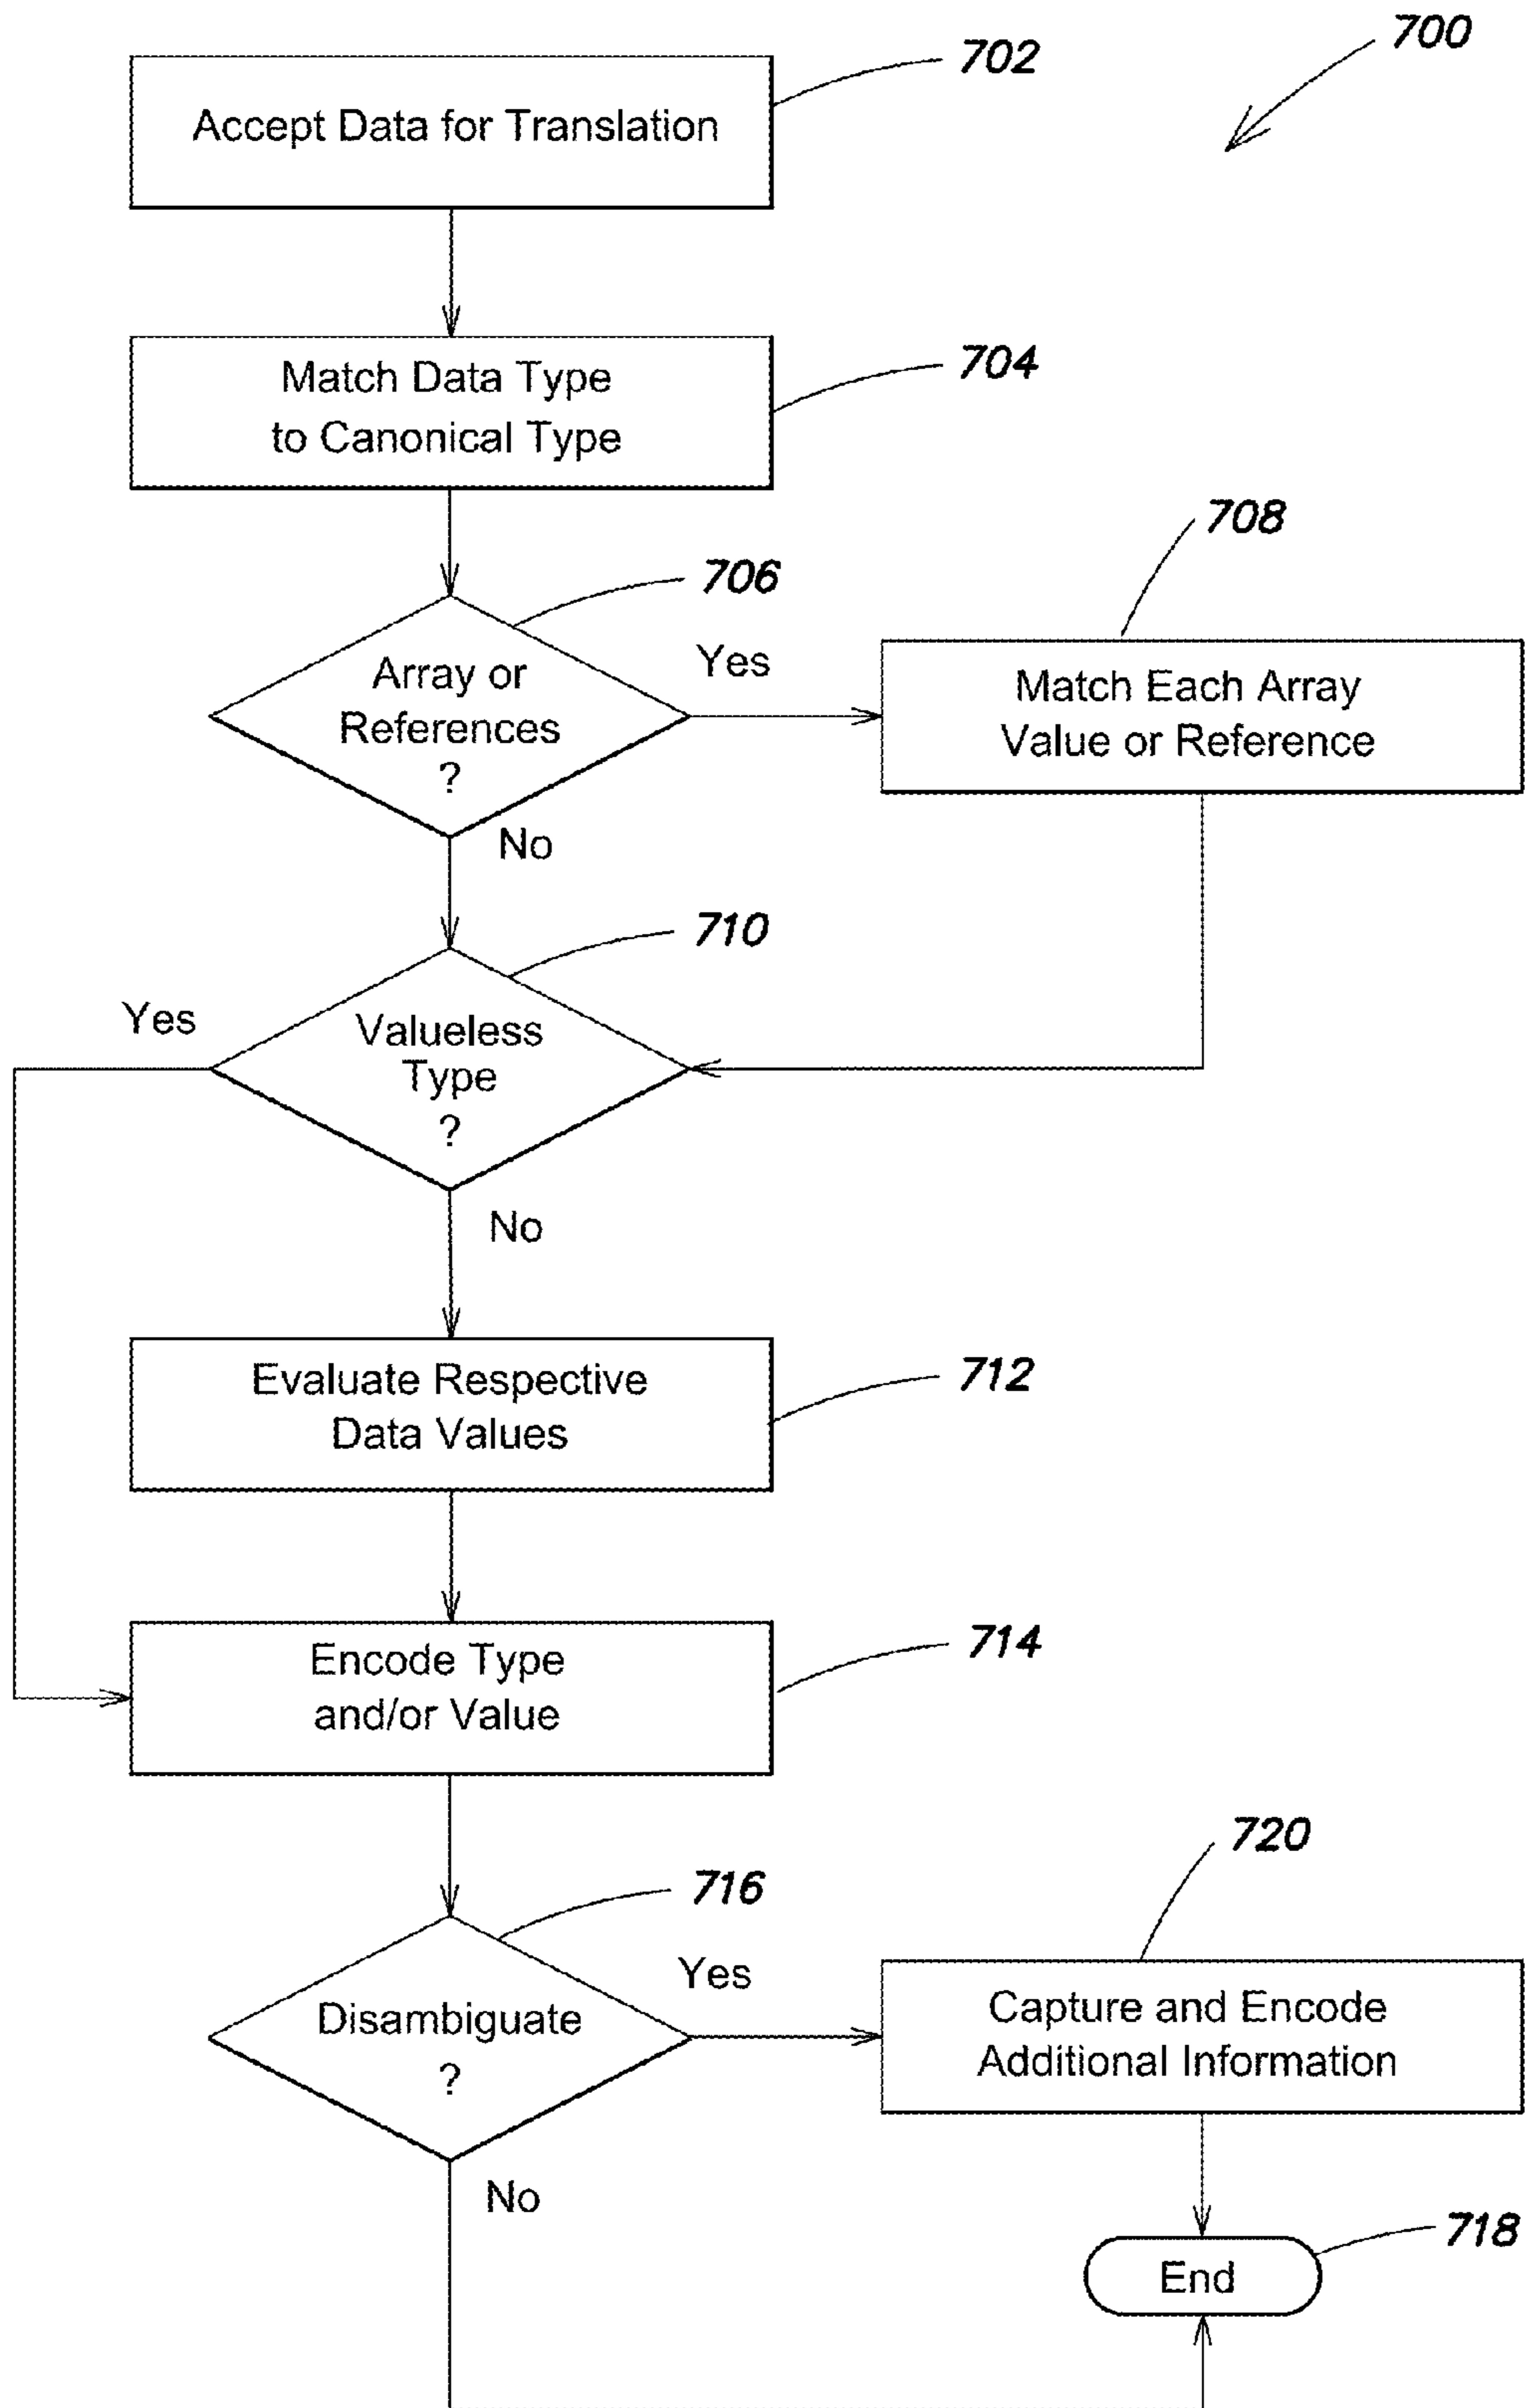 700
702
Accept Data for Translation
704
Match Data Type
to Canonical Type
706
Array or
References
?
Yes
No
708
Match Each Array
Value or Reference
710
Valueless
Type
?
Yes
No
712
Evaluate Respective
Data Values
714
Encode Type
and/or Value
716
Disambiguate
?
Yes
No
720
Capture and Encode
Additional Information
718
End